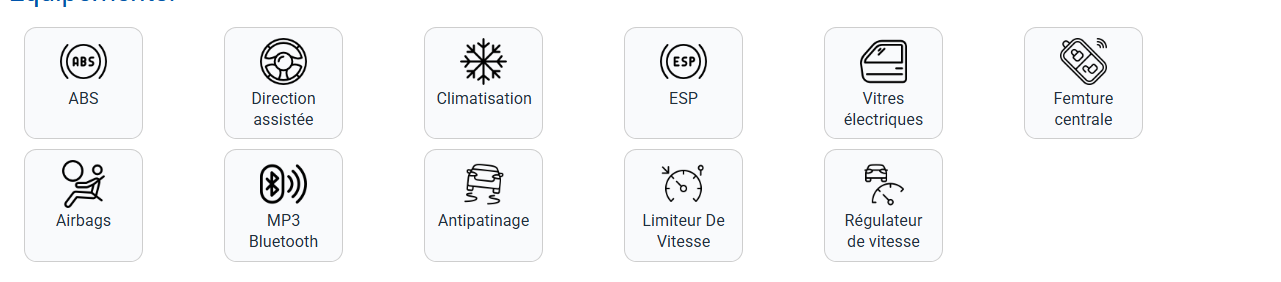 Equipements:
ABS
ABS
Direction
assistée
Climatisation
ESP
ESP
Vitres
électriques
Femture
centrale
Airbags
MP3
Bluetooth
Antipatinage
Limiteur De
Vitesse
Régulateur
de vitesse